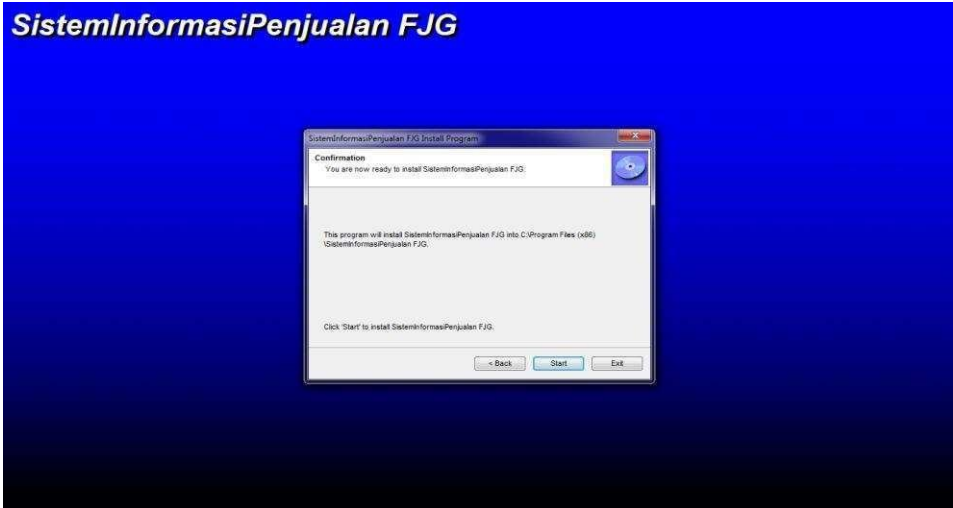 SistemInformasiPenjualan FJG
SistemInformasiPenjualan FJG Install Program
Confirmation
You are now ready to install SistemInformasiPenjualan FJG.
This program will install SistemInformasiPenjualan FJG into C:\Program Files (x86)
\SistemInformasiPenjualan FJG.
Click 'Start' to install SistemInformasiPenjualan FJG.
< Back Start Exit